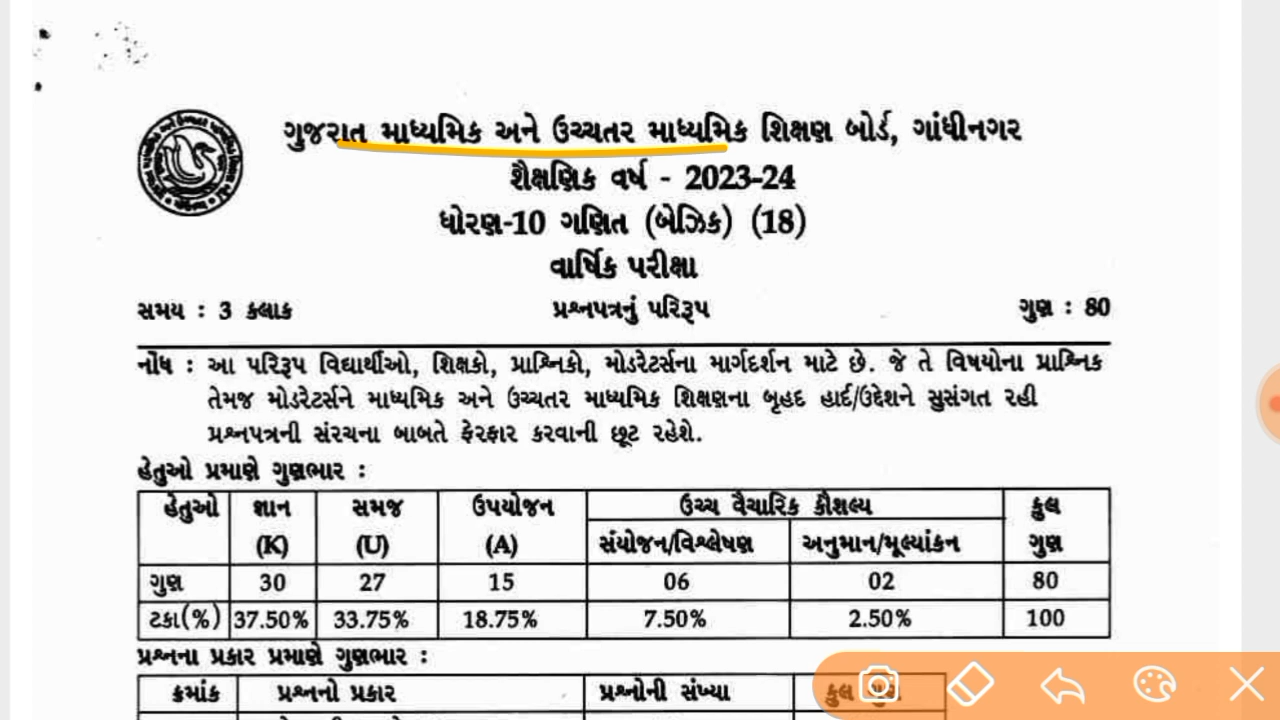 ગુજરાત માધ્યમિક અને ઉચ્ચતર માધ્યમિક શિક્ષણ બોર્ડ, ગાંધીનગર
શૈક્ષણિક વર્ષ - 2023-24
ધોરણ-10 ગણિત (બેઝિક) (18)
વાર્ષિક પરીક્ષા
સમય : 3 કલાક પ્રશ્નપત્રનું પરિરૂપ ગુણ : 80
નોંધ : આ પરિરૂપ વિદ્યાર્થીઓ, શિક્ષકો, પ્રાશ્નિકો, મોડરેટર્સના માર્ગદર્શન માટે છે. જે તે વિષયોના પ્રાશ્નિક
તેમજ મોડરેટર્સને માધ્યમિક અને ઉચ્ચતર માધ્યમિક શિક્ષણના બૃહદ હાર્દ/ઉદ્દેશને સુસંગત રહી
પ્રશ્નપત્રની સંરચના બાબતે ફેરફાર કરવાની છૂટ રહેશે.
હેતુઓ પ્રમાણે ગુણભાર :
હેતુઓ જ્ઞાન સમજ ઉપયોજન ઉચ્ચ વૈચારિક કૌશલ્ય કુલ
(K) (U) (A) સંયોજન/વિશ્લેષણ અનુમાન/મૂલ્યાંકન ગુણ
ગુણ 30 27 15 06 02 80
ટકા(%) 37.50% 33.75% 18.75% 7.50% 2.50% 100
પ્રશ્નના પ્રકાર પ્રમાણે ગુણભાર :
ક્રમાંક પ્રશ્નનો પ્રકાર પ્રશ્નોની સંખ્યા કુલ ગુણ